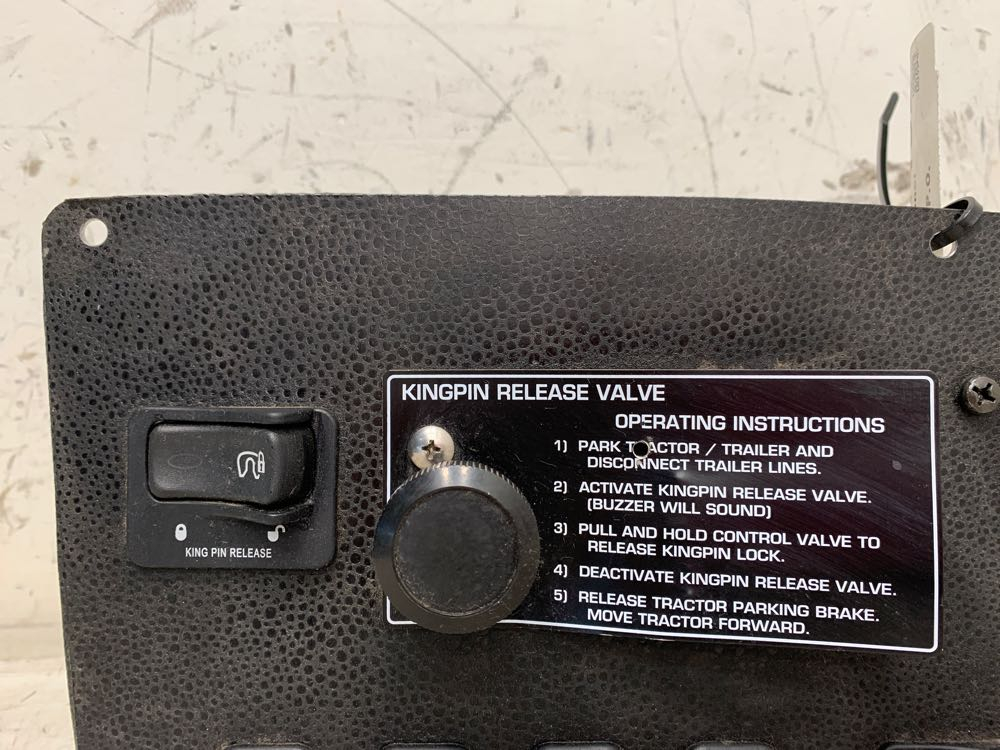 KINGPIN RELEASE VALVE
OPERATING INSTRUCTIONS
1) PARK TRACTOR / TRAILER AND
DISCONNECT TRAILER LINES.
2) ACTIVATE KINGPIN RELEASE VALVE.
(BUZZER WILL SOUND)
3) PULL AND HOLD CONTROL VALVE TO
RELEASE KINGPIN LOCK.
4) DEACTIVATE KINGPIN RELEASE VALVE.
5) RELEASE TRACTOR PARKING BRAKE.
MOVE TRACTOR FORWARD.
KING PIN RELEASE